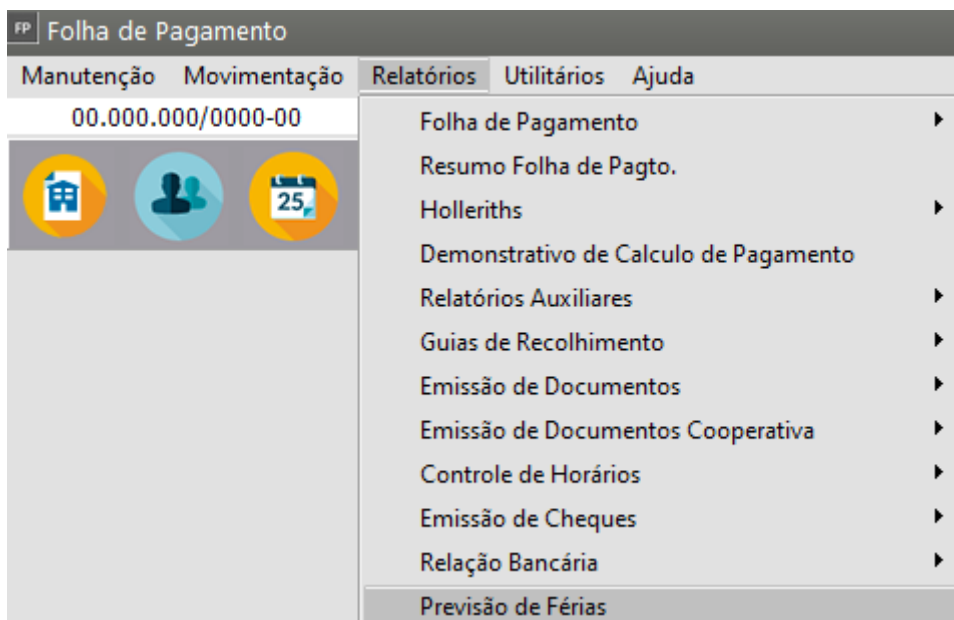 FP Folha de Pagamento
Manutenção Movimentação Relatórios Utilitários Ajuda
00.000.000/0000-00
25
Folha de Pagamento
Resumo Folha de Pagto.
Holleriths
Demonstrativo de Calculo de Pagamento
Relatórios Auxiliares
Guias de Recolhimento
Emissão de Documentos
Emissão de Documentos Cooperativa
Controle de Horários
Emissão de Cheques
Relação Bancária
Previsão de Férias